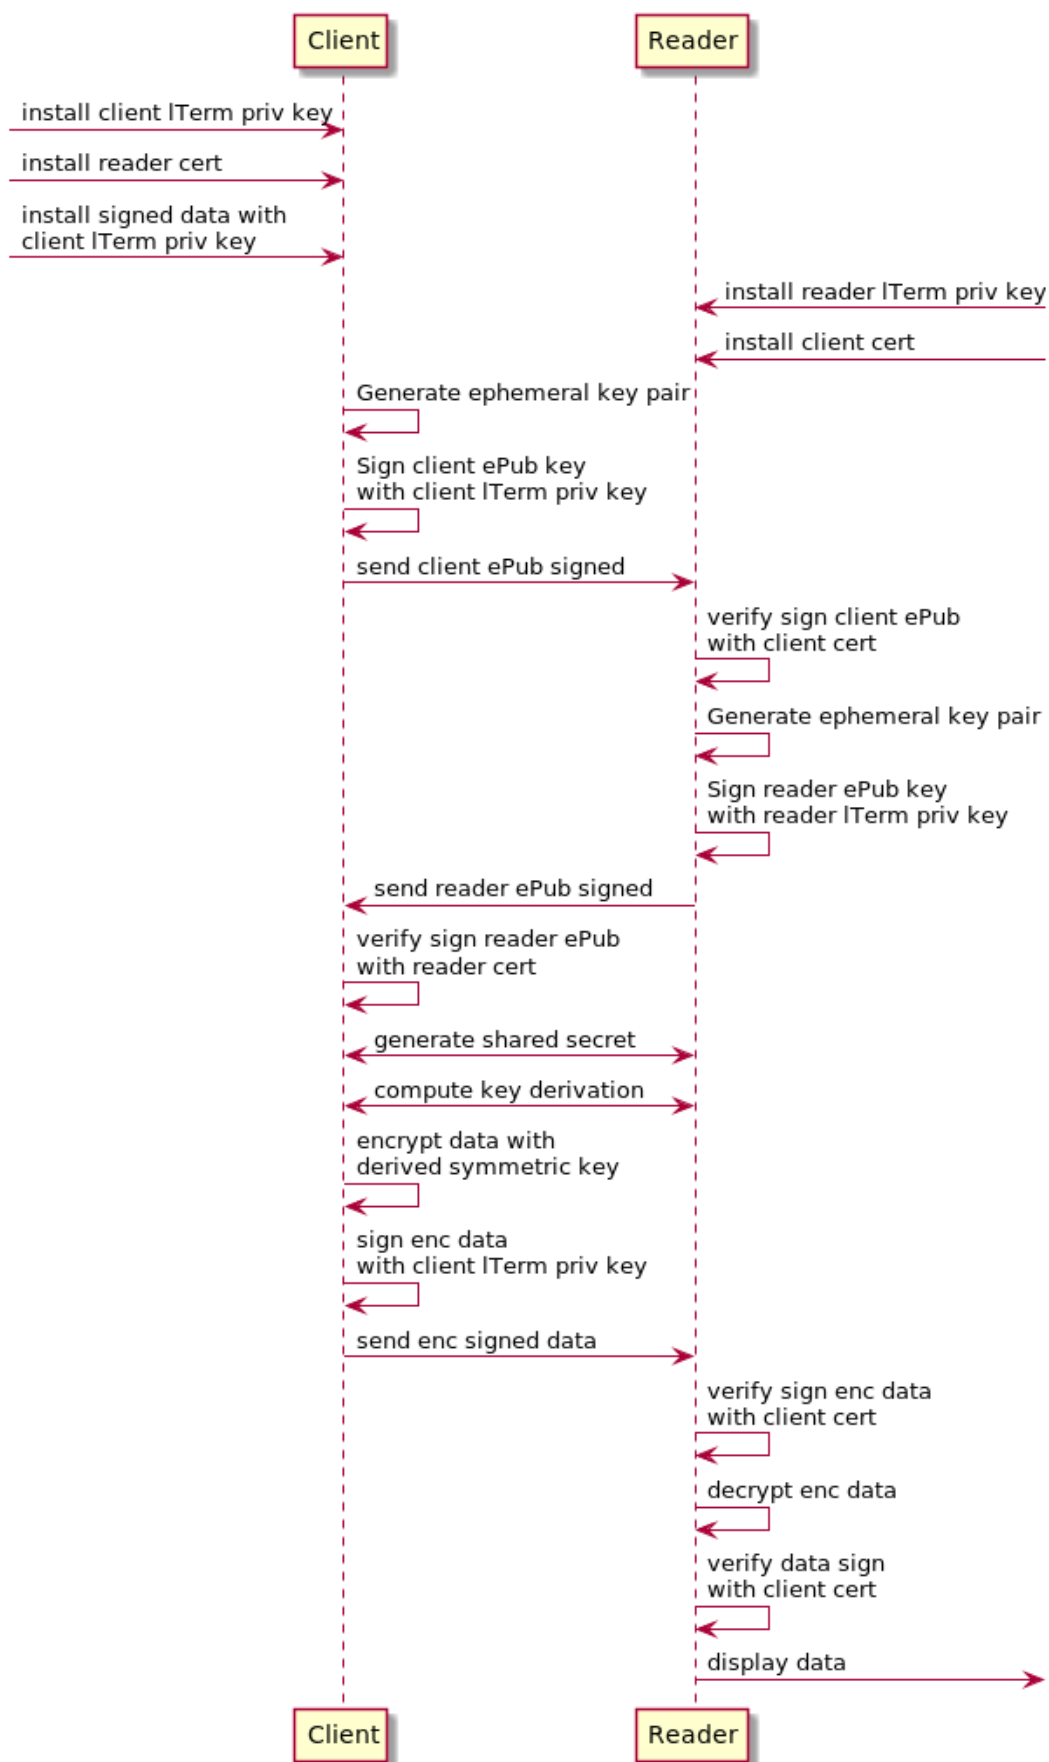 Client
Reader
install client lTerm priv key
install reader cert
install signed data with
client lTerm priv key
install reader lTerm priv key
install client cert
Generate ephemeral key pair
Sign client ePub key
with client lTerm priv key
send client ePub signed
verify sign client ePub
with client cert
Generate ephemeral key pair
Sign reader ePub key
with reader lTerm priv key
send reader ePub signed
verify sign reader ePub
with reader cert
generate shared secret
compute key derivation
encrypt data with
derived symmetric key
sign enc data
with client lTerm priv key
send enc signed data
verify sign enc data
with client cert
decrypt enc data
verify data sign
with client cert
display data
Client
Reader